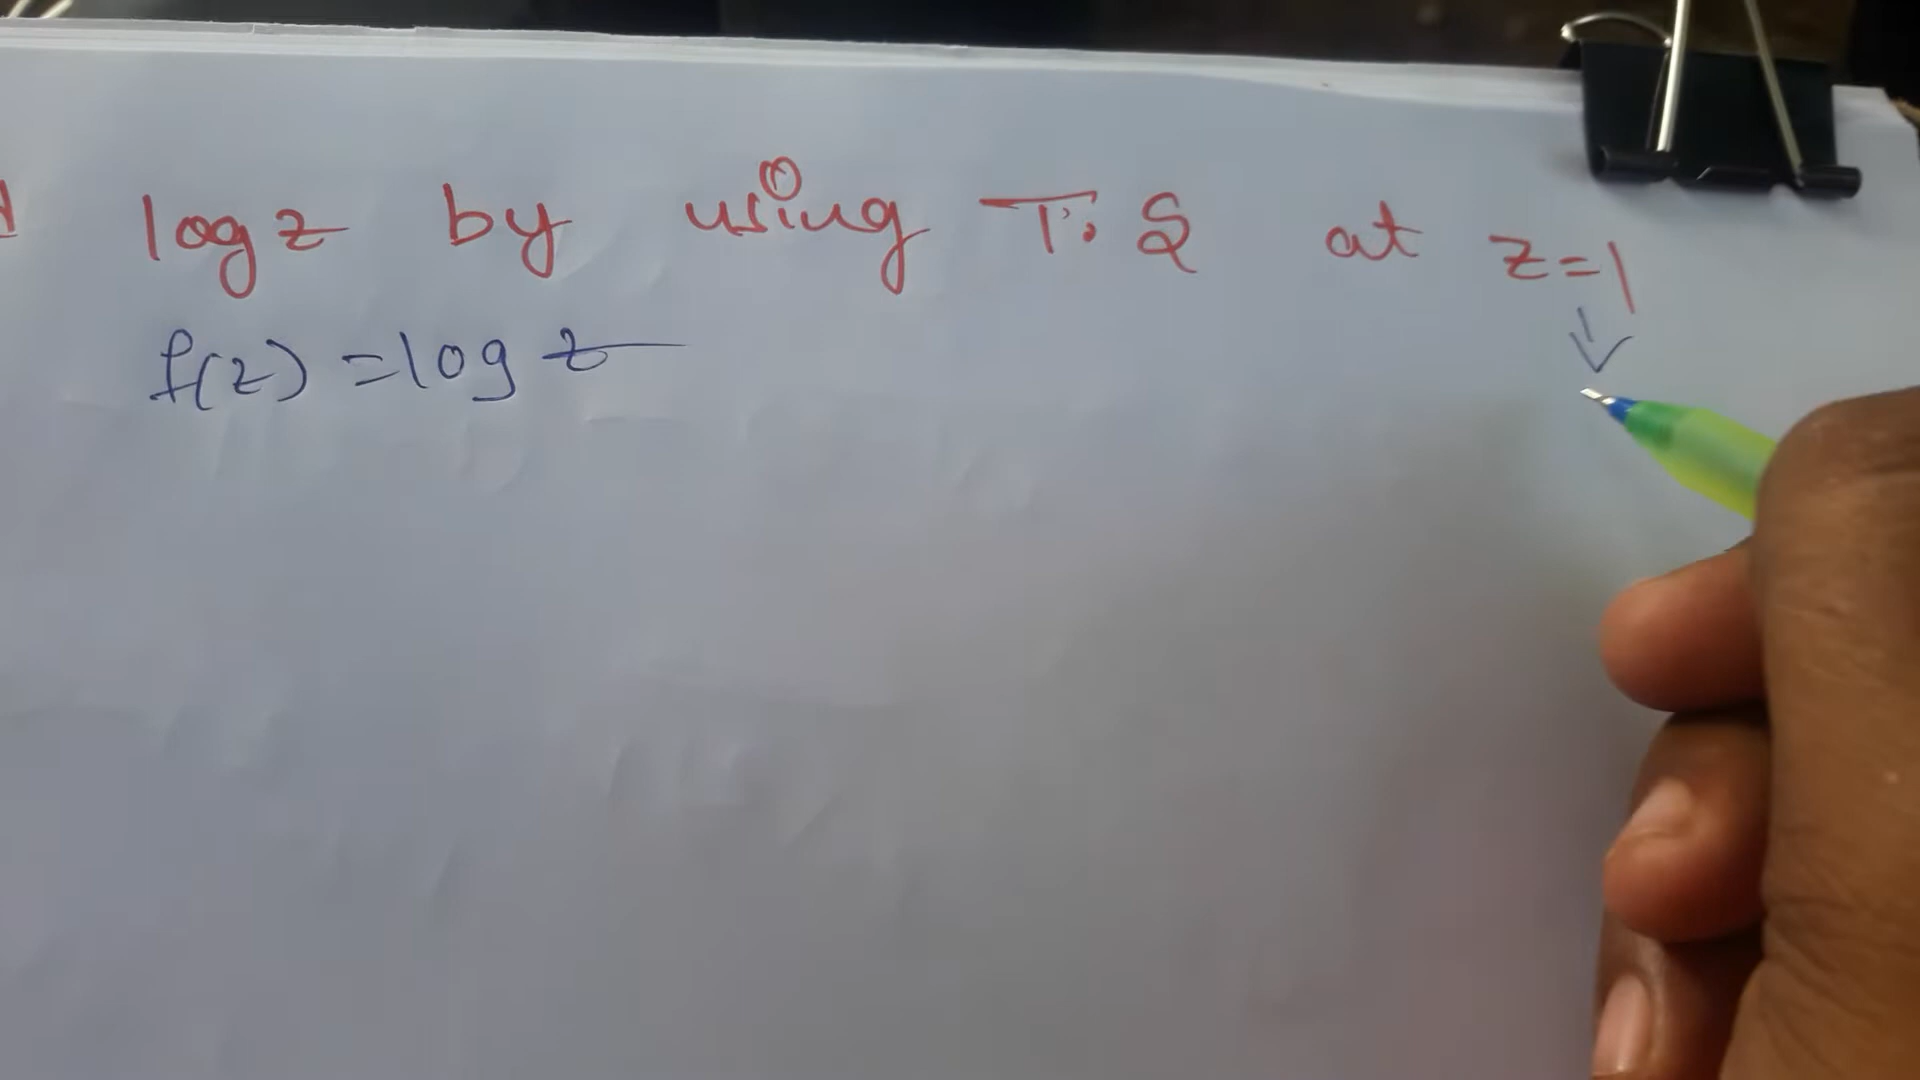 log z by using T.S at z=1
f(z) = log z